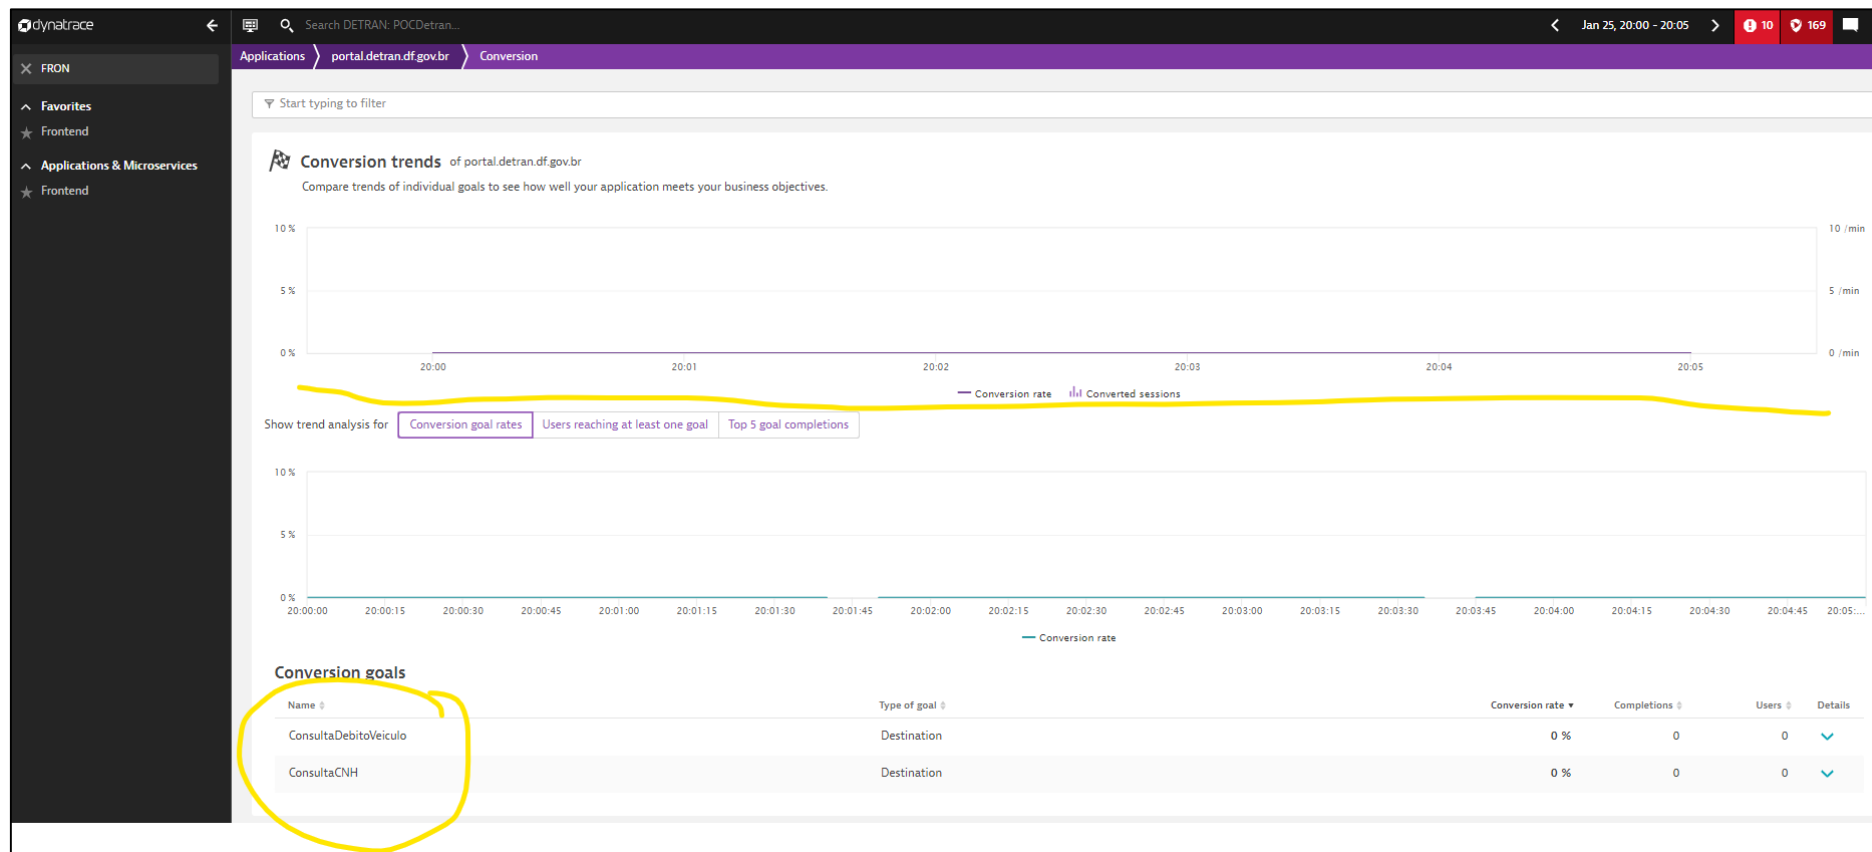 dynatrace
Search DETRAN: POCDetran...
Jan 25, 20:00 - 20:05
10
169
FRON
Applications
portal.detran.df.gov.br
Conversion
Favorites
Frontend
Applications & Microservices
Frontend
Start typing to filter
Conversion trends of portal.detran.df.gov.br
Compare trends of individual goals to see how well your application meets your business objectives.
10 %
10 /min
5 %
5 /min
0 %
0 /min
20:00 20:01 20:02 20:03 20:04 20:05
Conversion rate Converted sessions
Show trend analysis for Conversion goal rates Users reaching at least one goal Top 5 goal completions
10 %
5 %
0 %
20:00:00 20:00:15 20:00:30 20:00:45 20:01:00 20:01:15 20:01:30 20:01:45 20:02:00 20:02:15 20:02:30 20:02:45 20:03:00 20:03:15 20:03:30 20:03:45 20:04:00 20:04:15 20:04:30 20:04:45 20:05:...
Conversion rate
Conversion goals
Name Type of goal Conversion rate Completions Users Details
ConsultaDebitoVeiculo Destination 0 % 0 0
ConsultaCNH Destination 0 % 0 0